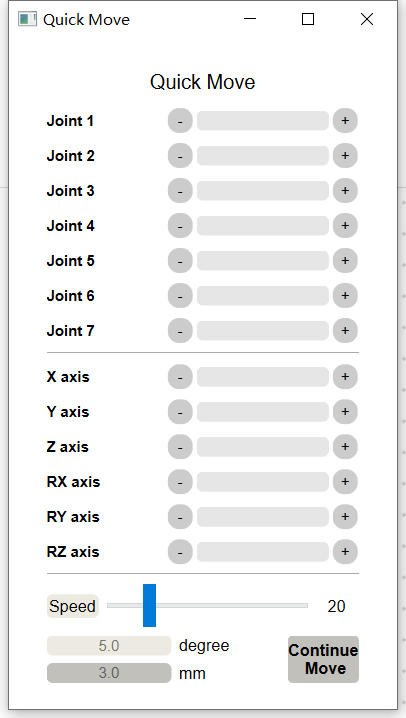 Quick Move
Quick Move
Joint 1 - +
Joint 2 - +
Joint 3 - +
Joint 4 - +
Joint 5 - +
Joint 6 - +
Joint 7 - +
X axis - +
Y axis - +
Z axis - +
RX axis - +
RY axis - +
RZ axis - +
Speed 20
5.0 degree
3.0 mm
Continue
Move